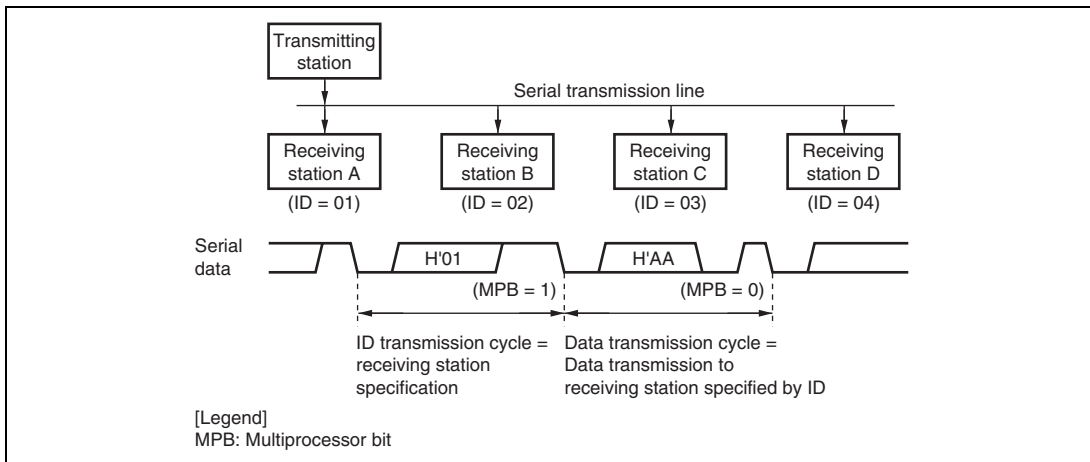 Transmitting
station
Serial transmission line
Receiving
station A
Receiving
station B
Receiving
station C
Receiving
station D
(ID = 01)
(ID = 02)
(ID = 03)
(ID = 04)
Serial
data
H'01
H'AA
(MPB = 1)
(MPB = 0)
ID transmission cycle =
receiving station
specification
Data transmission cycle =
Data transmission to
receiving station specified by ID
[Legend]
MPB: Multiprocessor bit